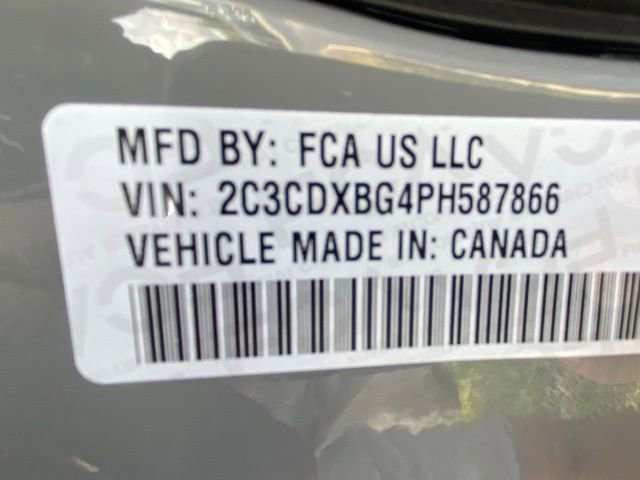 MFD BY: FCA US LLC
VIN: 2C3CDXBG4PH587866
VEHICLE MADE IN: CANADA